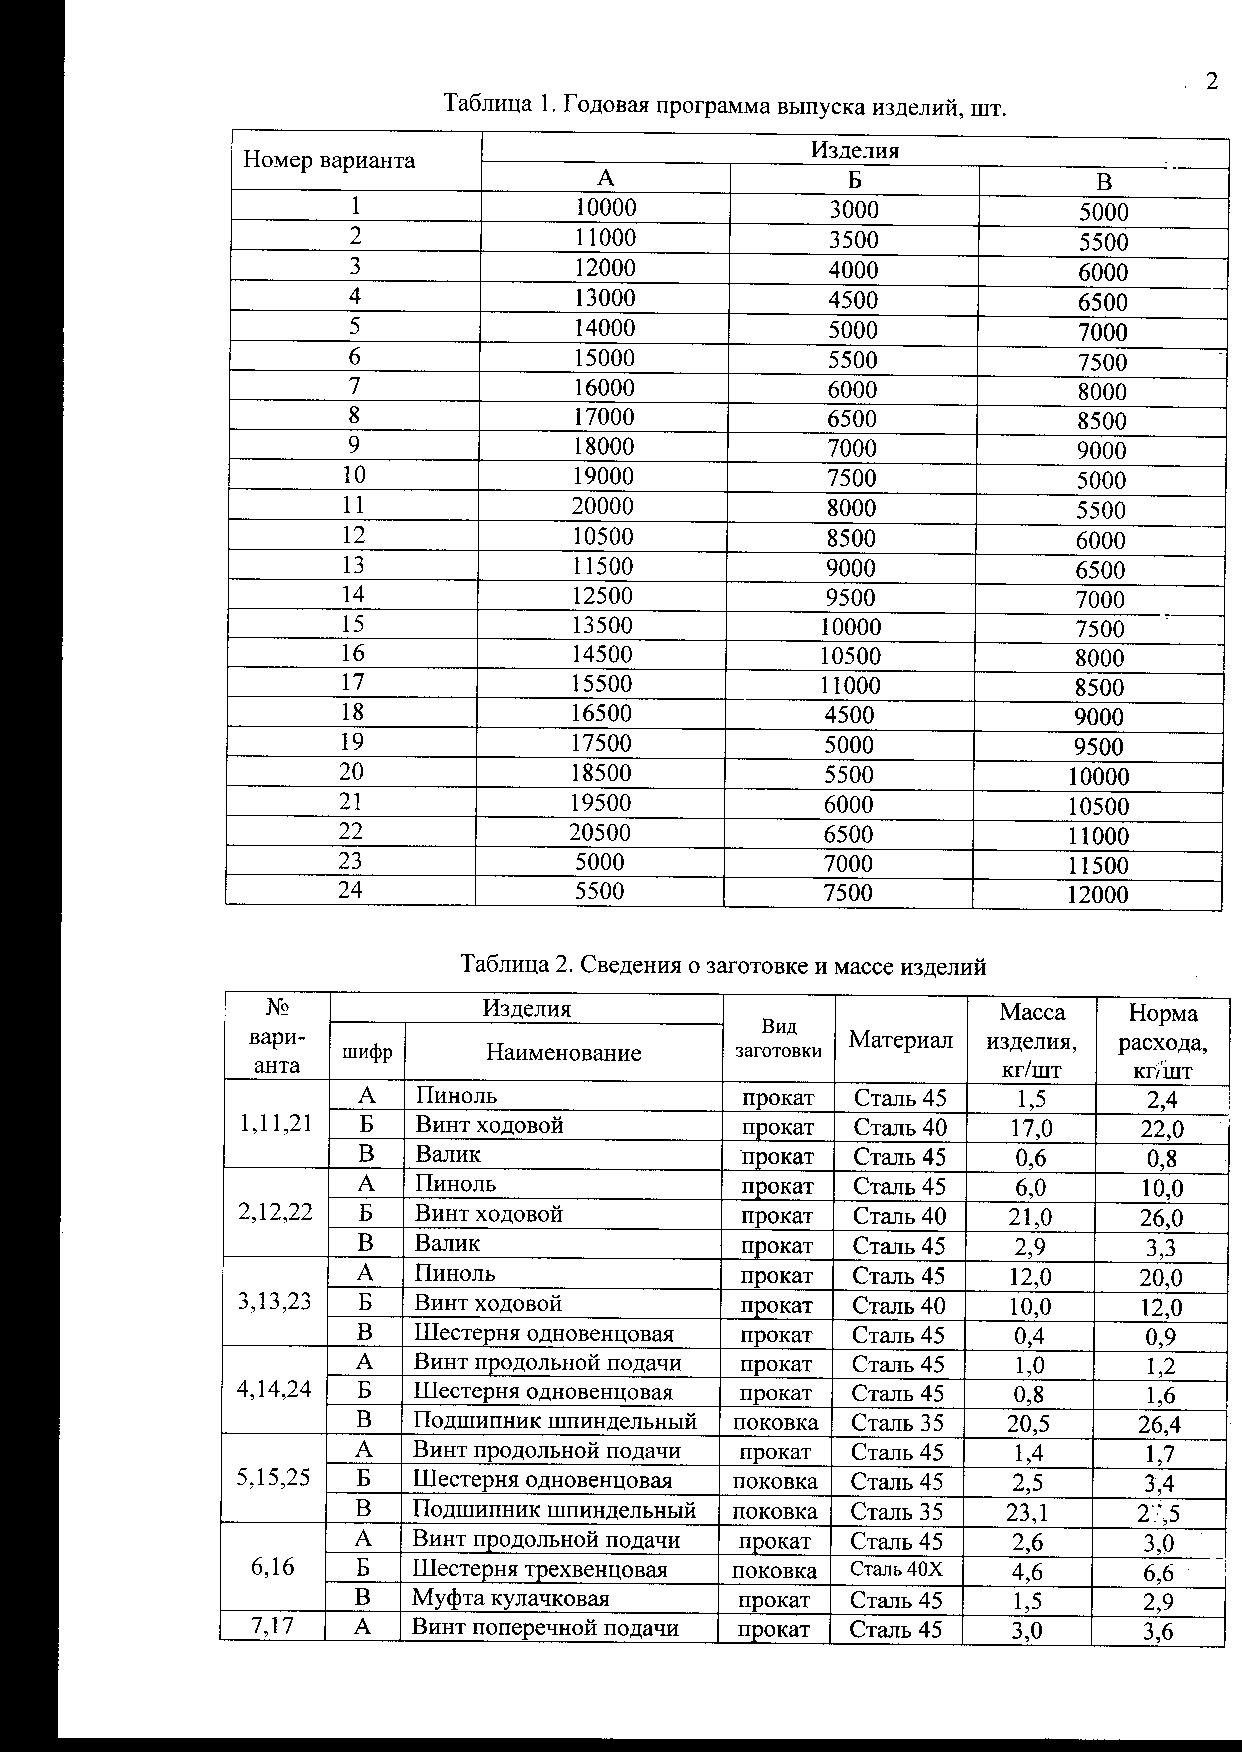 2
Таблица 1. Годовая программа выпуска изделий, шт.
Номер варианта Изделия
А Б В
1 10000 3000 5000
2 11000 3500 5500
3 12000 4000 6000
4 13000 4500 6500
5 14000 5000 7000
6 15000 5500 7500
7 16000 6000 8000
8 17000 6500 8500
9 18000 7000 9000
10 19000 7500 5000
11 20000 8000 5500
12 10500 8500 6000
13 11500 9000 6500
14 12500 9500 7000
15 13500 10000 7500
16 14500 10500 8000
17 15500 11000 8500
18 16500 4500 9000
19 17500 5000 9500
20 18500 5500 10000
21 19500 6000 10500
22 20500 6500 11000
23 5000 7000 11500
24 5500 7500 12000
Таблица 2. Сведения о заготовке и массе изделий
№ вари- анта Изделия Вид заготовки Материал Масса изделия, кг/шт Норма расхода, кг/шт
шифр Наименование
А Пиноль прокат Сталь 45 1,5 2,4
1,11,21 Б Винт ходовой прокат Сталь 40 17,0 22,0
В Валик прокат Сталь 45 0,6 0,8
А Пиноль прокат Сталь 45 6,0 10,0
2,12,22 Б Винт ходовой прокат Сталь 40 21,0 26,0
В Валик прокат Сталь 45 2,9 3,3
А Пиноль прокат Сталь 45 12,0 20,0
3,13,23 Б Винт ходовой прокат Сталь 40 10,0 12,0
В Шестерня одновенцовая прокат Сталь 45 0,4 0,9
А Винт продольной подачи прокат Сталь 45 1,0 1,2
4,14,24 Б Шестерня одновенцовая прокат Сталь 45 0,8 1,6
В Подшипник шпиндельный поковка Сталь 35 20,5 26,4
А Винт продольной подачи прокат Сталь 45 1,4 1,7
5,15,25 Б Шестерня одновенцовая поковка Сталь 45 2,5 3,4
В Подшипник шпиндельный поковка Сталь 35 23,1
А Винт продольной подачи прокат Сталь 45 2,6 3,0
6,16 Б Шестерня трехвенцовая поковка Сталь 40Х 4,6 6,6
В Муфта кулачковая прокат Сталь 45 1,5 2,9
7,17 А Винт поперечной подачи прокат Сталь 45 3,0 3,6